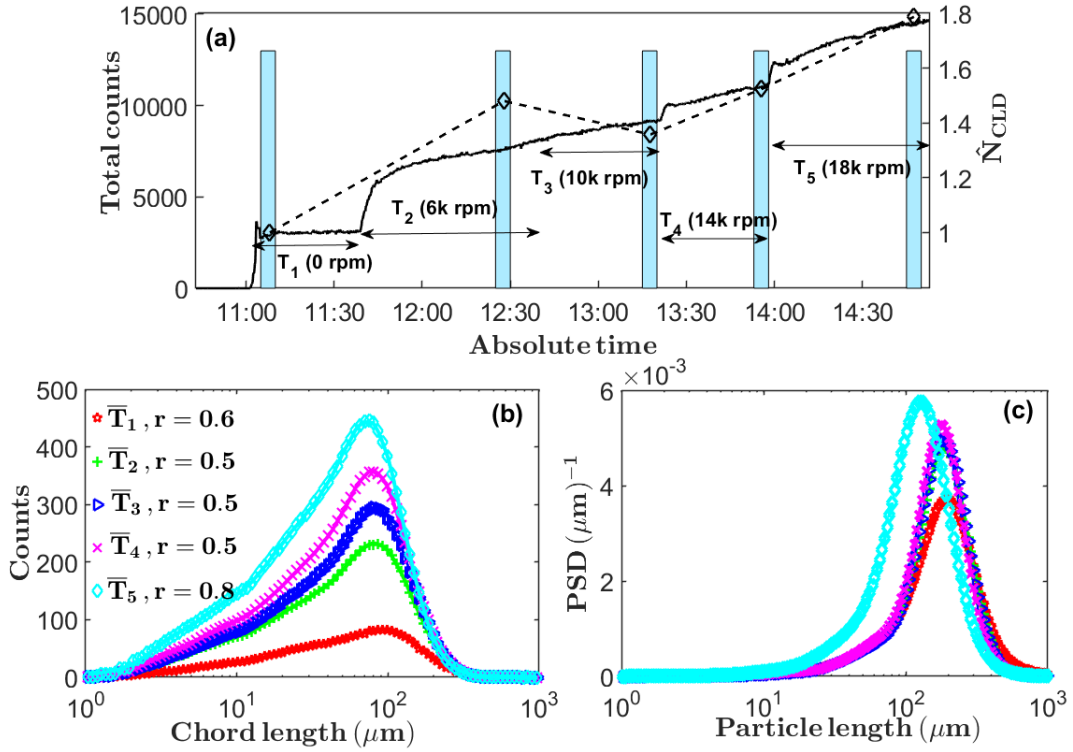 (a)
15000
10000
5000
0
Total counts
1.8
1.6
1.4
1.2
1
N̂CLD
T1 (0 rpm)
T2 (6k rpm)
T3 (10k rpm)
T4 (14k rpm)
T5 (18k rpm)
11:00 11:30 12:00 12:30 13:00 13:30 14:00 14:30
Absolute time
(b)
500
400
300
200
100
0
Counts
T̅1 , r = 0.6
T̅2 , r = 0.5
T̅3 , r = 0.5
T̅4 , r = 0.5
T̅5 , r = 0.8
10⁰ 10¹ 10² 10³
Chord length (μm)
(c)
×10⁻³
6
4
2
0
PSD (μm)⁻¹
10⁰ 10¹ 10² 10³
Particle length (μm)